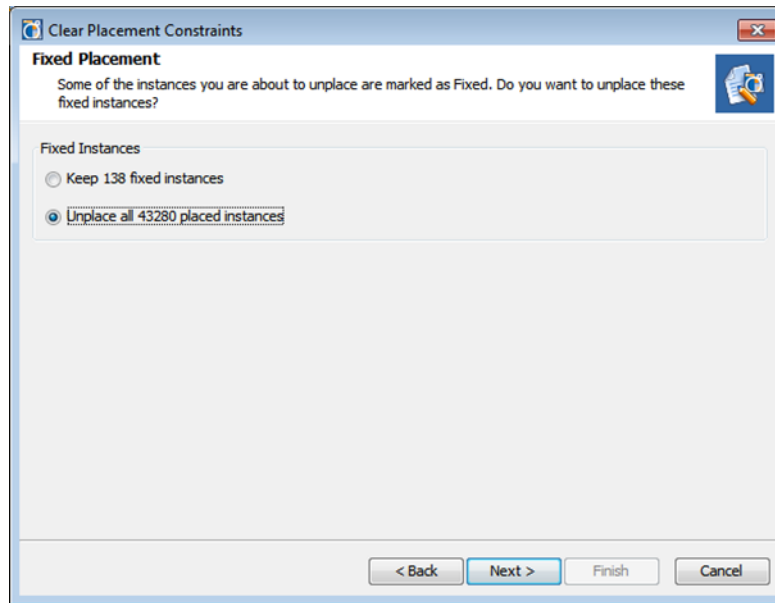 Clear Placement Constraints
Fixed Placement
Some of the instances you are about to unplace are marked as Fixed. Do you want to unplace these
fixed instances?
Fixed Instances
Keep 138 fixed instances
Unplace all 43280 placed instances
< Back
Next >
Finish
Cancel